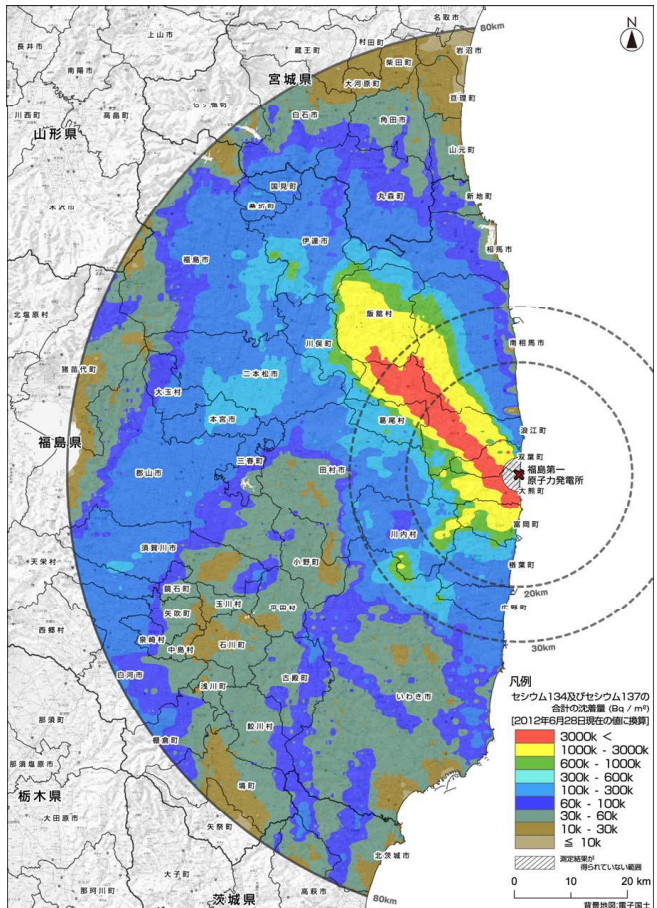 80km
名取市
N
上山市
村田町
岩沼市
長井市
蔵王町
柴田町
南陽市
宮城県
大河原町
亘理町
川西町
高畠町
白石市
角田市
山形県
山元町
国見町
丸森町
新地町
伊達市
相馬市
福島市
北塩原村
飯舘村
川俣町
南相馬市
猪苗代町
二本松市
大玉村
本宮市
葛尾村
浪江町
福島県
三春町
双葉町
郡山市
田村市
福島第一
原子力発電所
大熊町
須賀川市
川内村
富岡町
天栄村
小野町
楢葉町
鏡石町
20km
矢吹町
玉川村
西郷村
泉崎村
中島村
石川町
30km
白河市
浅川町
古殿町
いわき市
那須町
鮫川村
棚倉町
那須塩原市
塙町
栃木県
矢祭町
大田原市
北茨城市
大子町
那珂川町
高萩市
茨城県
80km
凡例
セシウム134及びセシウム137の
合計の沈着量 (Bq / m²)
[2012年6月28日現在の値に換算]
3000k <
1000k - 3000k
600k - 1000k
300k - 600k
100k - 300k
60k - 100k
30k - 60k
10k - 30k
≦ 10k
測定結果が
得られていない範囲
0 10 20 km
背景地図:電子国土